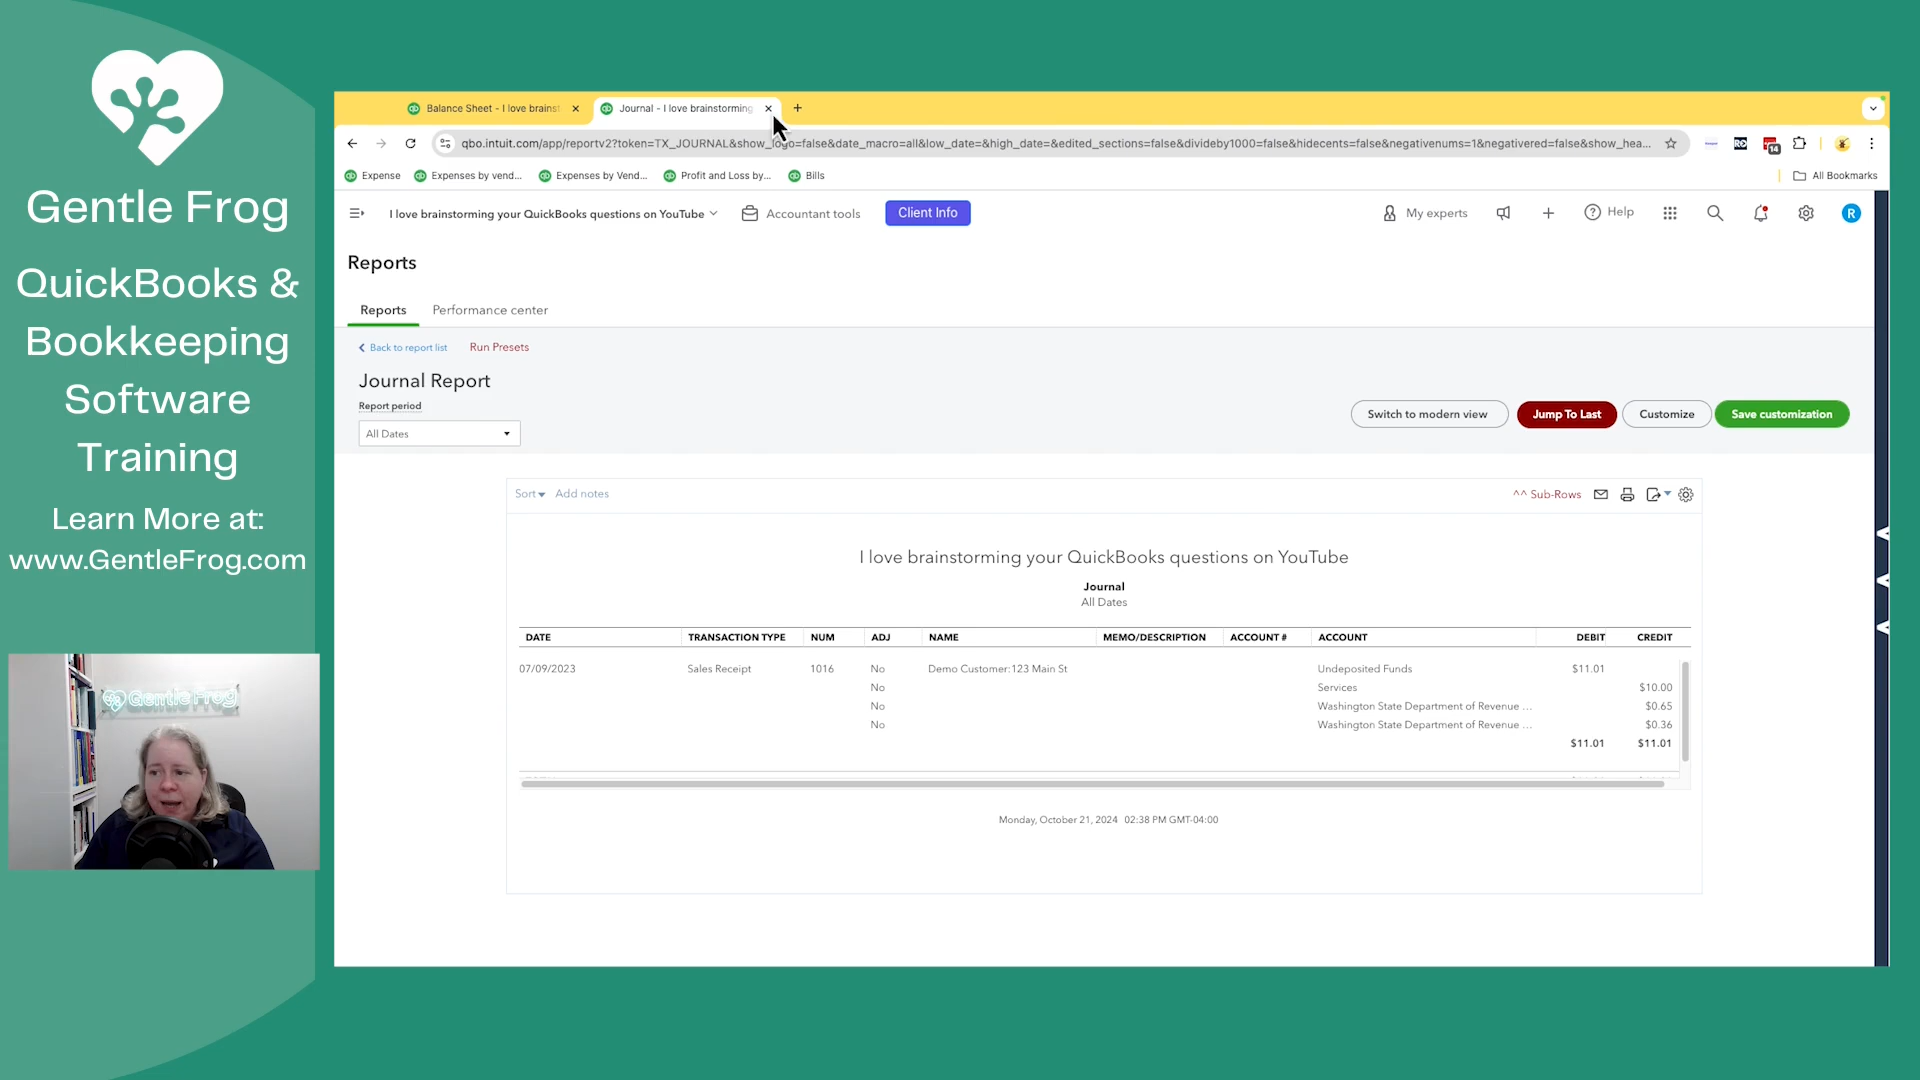 Gentle Frog
QuickBooks &
Bookkeeping
Software
Training
Learn More at:
www.GentleFrog.com
Gentle Frog
Balance Sheet - I love brainst
Journal - I love brainstorming
qbo.intuit.com/app/reportv2?token=TX_JOURNAL&show_logo=false&date_macro=all&low_date=&high_date=&edited_sections=false&divideby1000=false&hidecents=false&negativenums=1&negativered=false&show_hea...
14
Expense
Expenses by vend...
Expenses by Vend...
Profit and Loss by...
Bills
All Bookmarks
I love brainstorming your QuickBooks questions on YouTube
Accountant tools
Client Info
My experts
Help
R
Reports
Reports
Performance center
Back to report list
Run Presets
Journal Report
Report period
All Dates
Switch to modern view
Jump To Last
Customize
Save customization
Sort
Add notes
^^ Sub-Rows
I love brainstorming your QuickBooks questions on YouTube
Journal
All Dates
DATE TRANSACTION TYPE NUM ADJ NAME MEMO/DESCRIPTION ACCOUNT # ACCOUNT DEBIT CREDIT
07/09/2023 Sales Receipt 1016 No Demo Customer:123 Main St Undeposited Funds $11.01
No Services $10.00
No Washington State Department of Revenue ... $0.65
No Washington State Department of Revenue ... $0.36
$11.01 $11.01
Monday, October 21, 2024 02:38 PM GMT-04:00